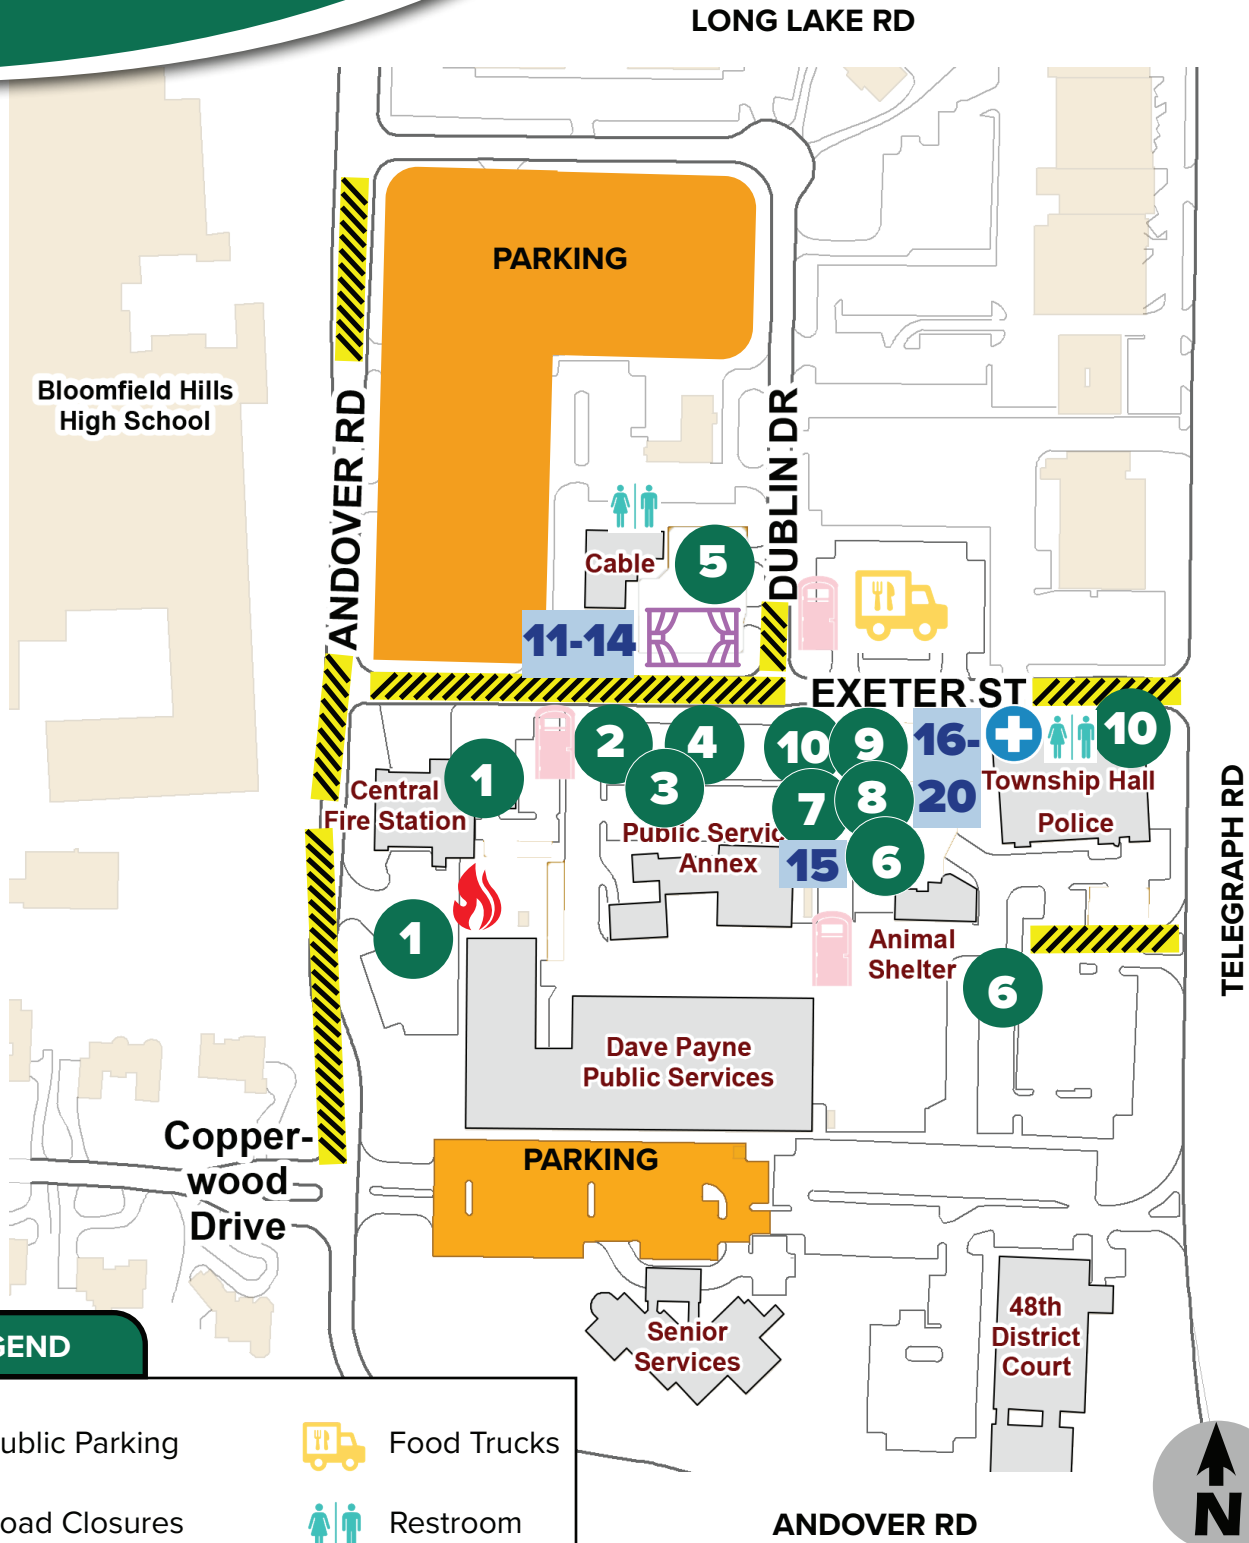 LONG LAKE RD
PARKING
Bloomfield Hills
High School
ANDOVER RD
DUBLIN DR
Cable
5
11-14
EXETER ST
2
4
10
9
16-
20
10
1
3
7
8
Township Hall
Police
Central
Fire Station
Public Servic
Annex
15
6
TELEGRAPH RD
1
Animal
Shelter
6
Dave Payne
Public Services
Copper-
wood
Drive
PARKING
Senior
Services
48th
District
Court
GEND
ublic Parking
Food Trucks
oad Closures
Restroom
ANDOVER RD
N